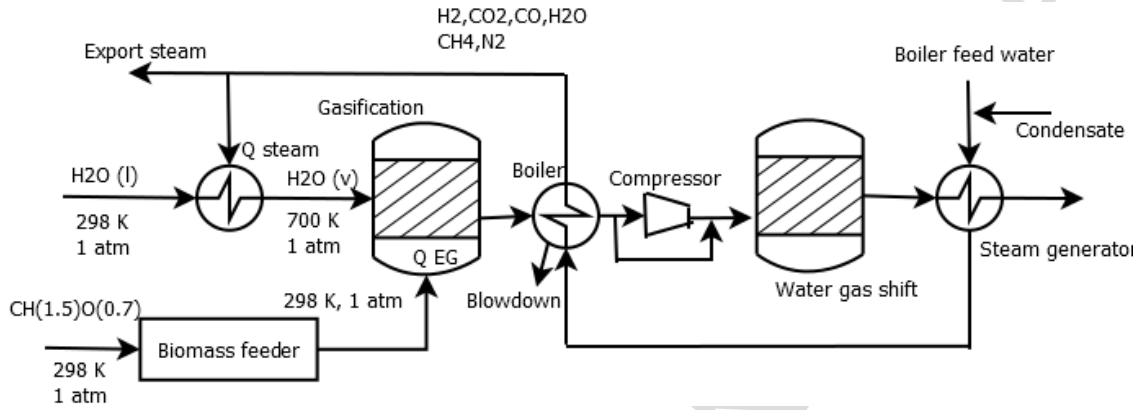 H2,CO2,CO,H2O
CH4,N2
Export steam
Boiler feed water
Gasification
Condensate
Q steam
H2O (l)
H2O (v)
Boiler
Compressor
298 K
1 atm
700 K
1 atm
Q EG
Steam generator
Water gas shift
Blowdown
298 K, 1 atm
CH(1.5)O(0.7)
Biomass feeder
298 K
1 atm